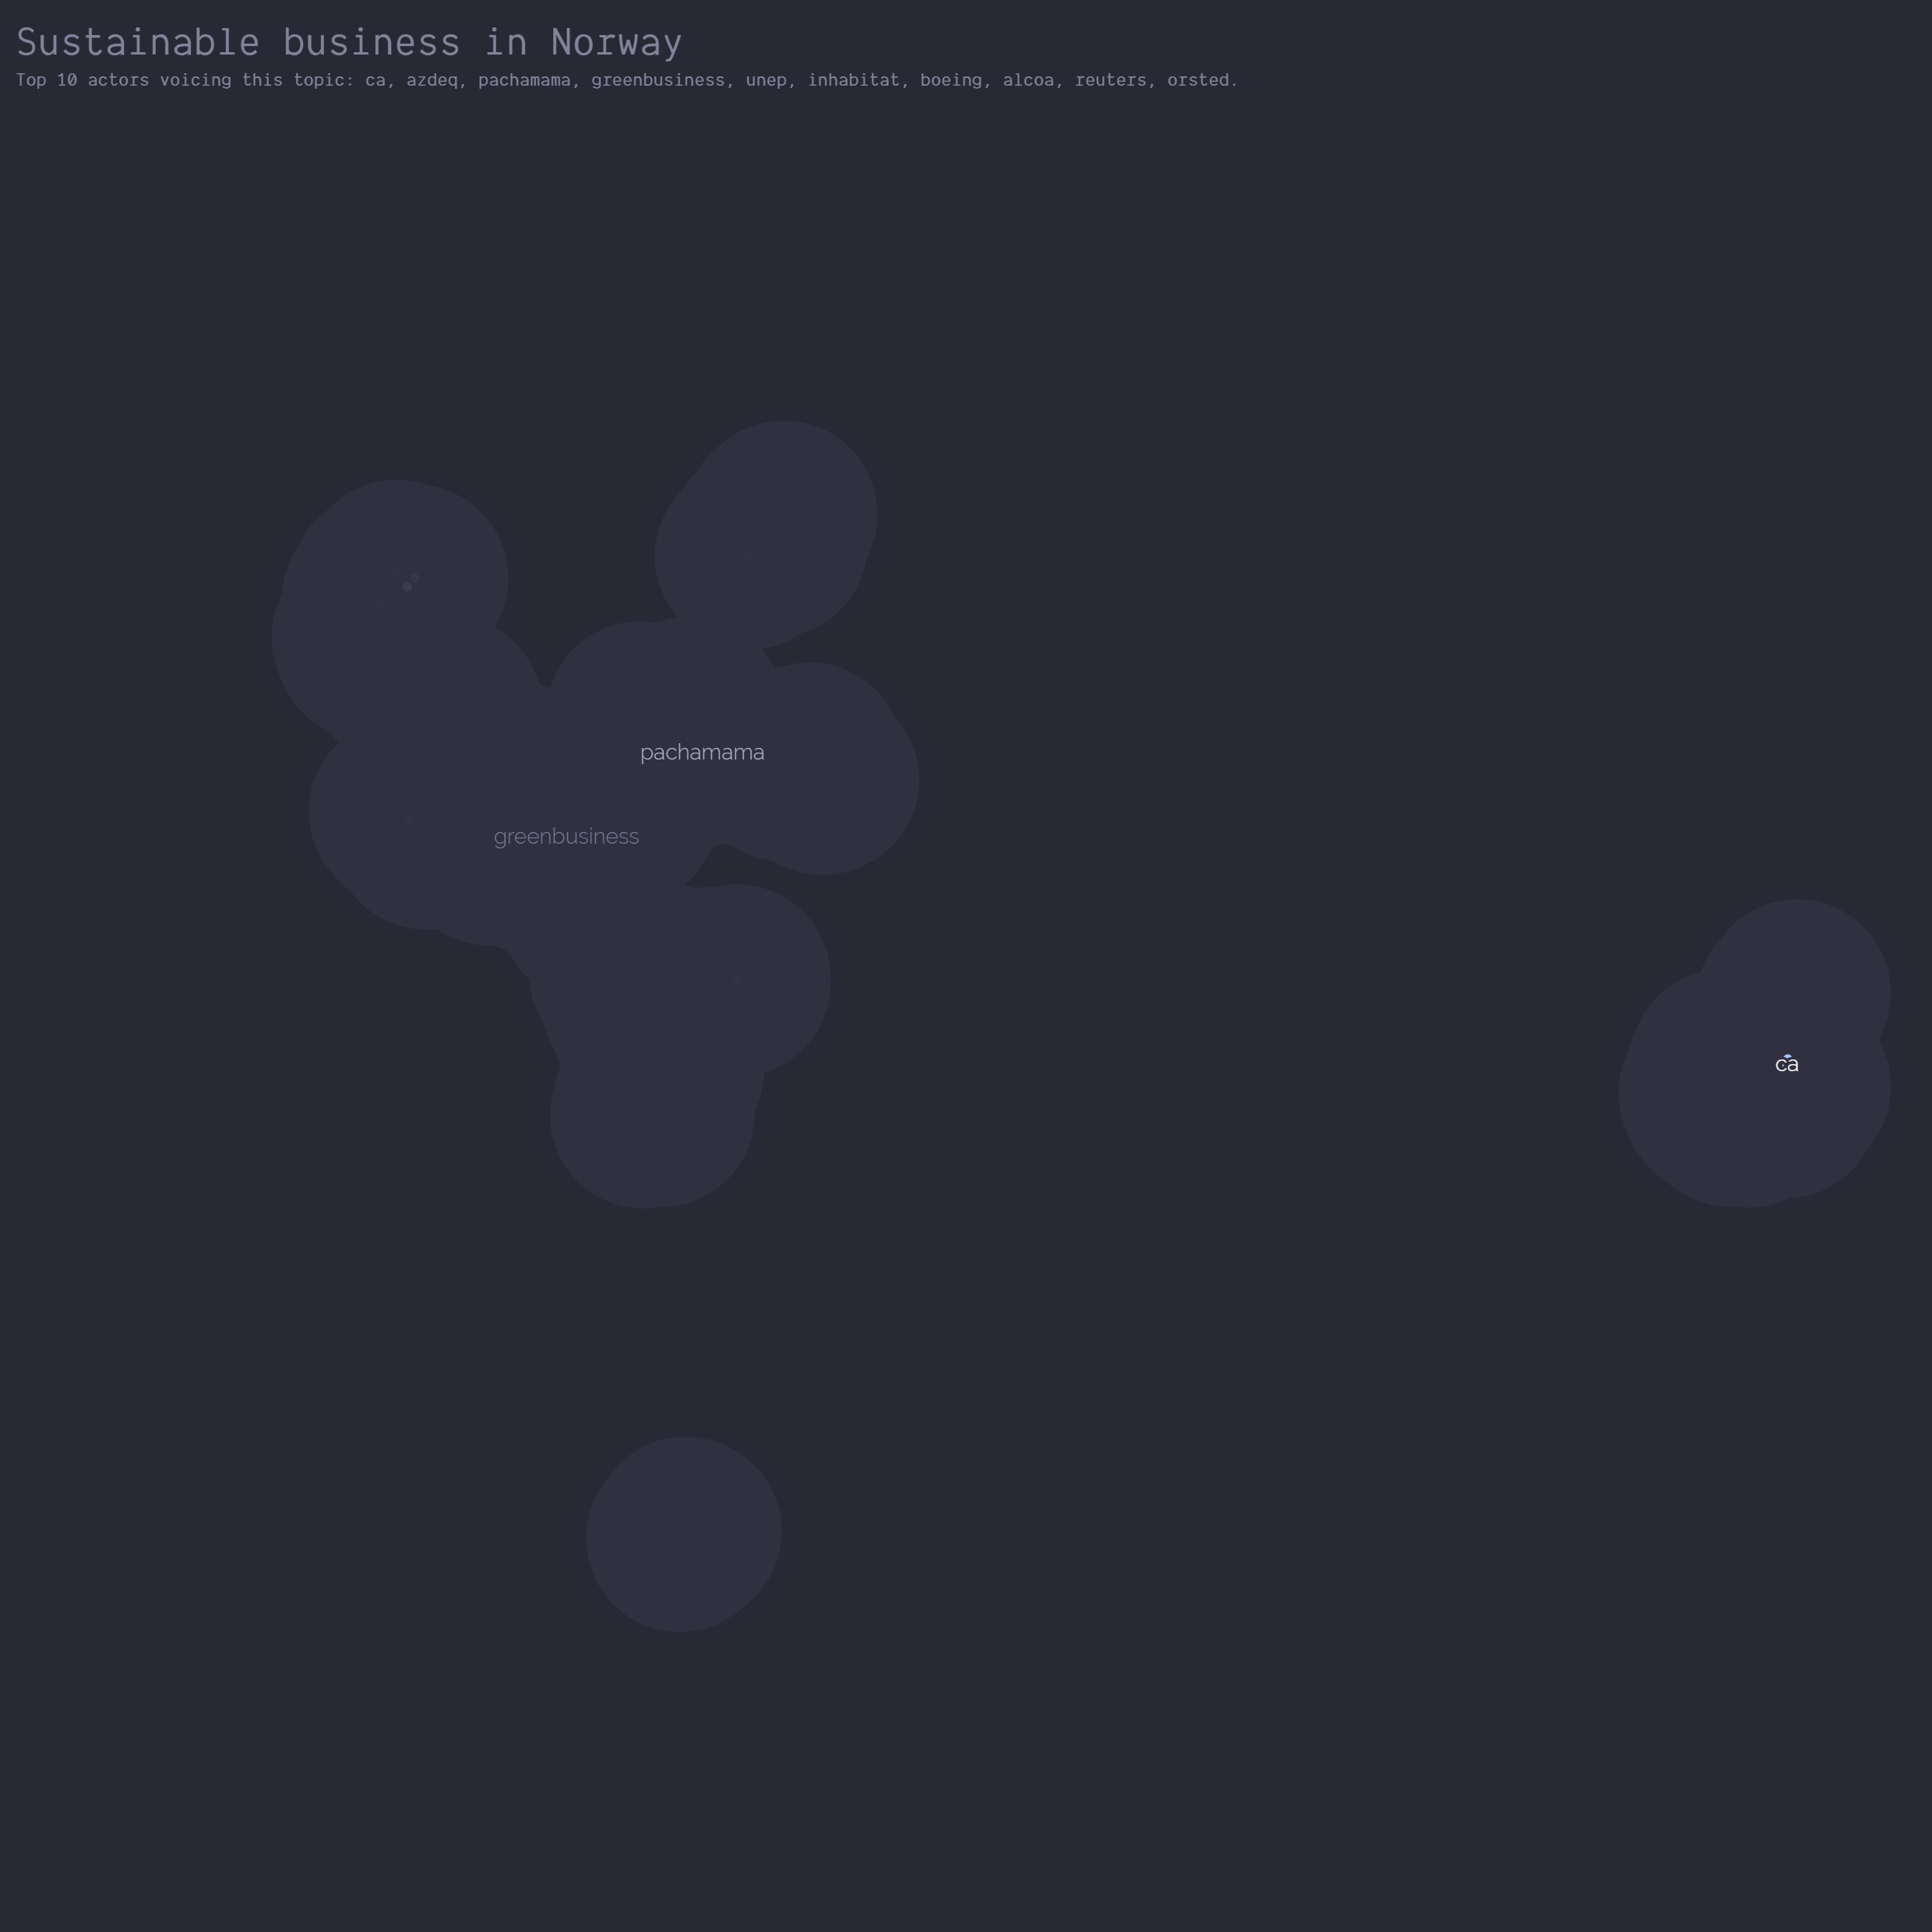 Sustainable business in Norway
Top 10 actors voicing this topic: ca, azdeq, pachamama, greenbusiness, unep, inhabitat, boeing, alcoa, reuters, orsted.
pachamama
greenbusiness
ca